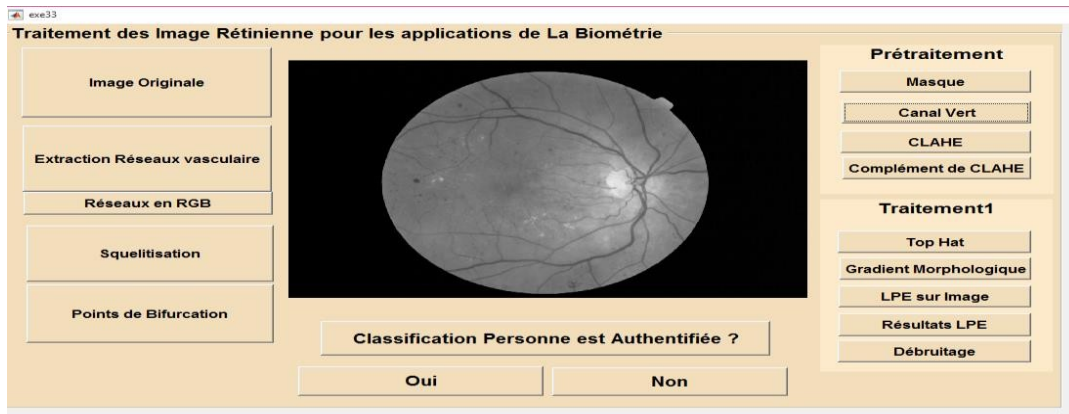 exe33
Traitement des Image Rétinienne pour les applications de La Biométrie
Image Originale
Extraction Réseaux vasculaire
Réseaux en RGB
Squelitisation
Points de Bifurcation
Classification Personne est Authentifiée ?
Oui
Non
Prétraitement
Masque
Canal Vert
CLAHE
Complément de CLAHE
Traitement1
Top Hat
Gradient Morphologique
LPE sur Image
Résultats LPE
Débruitage